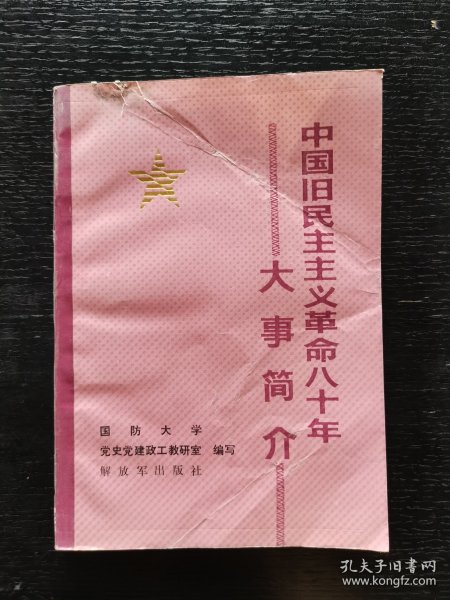 中国旧民主主义革命八十年
大事简介
国防大学
党史党建政工教研室 编写
解放军出版社
孔夫子旧书网
www.kongfz.com